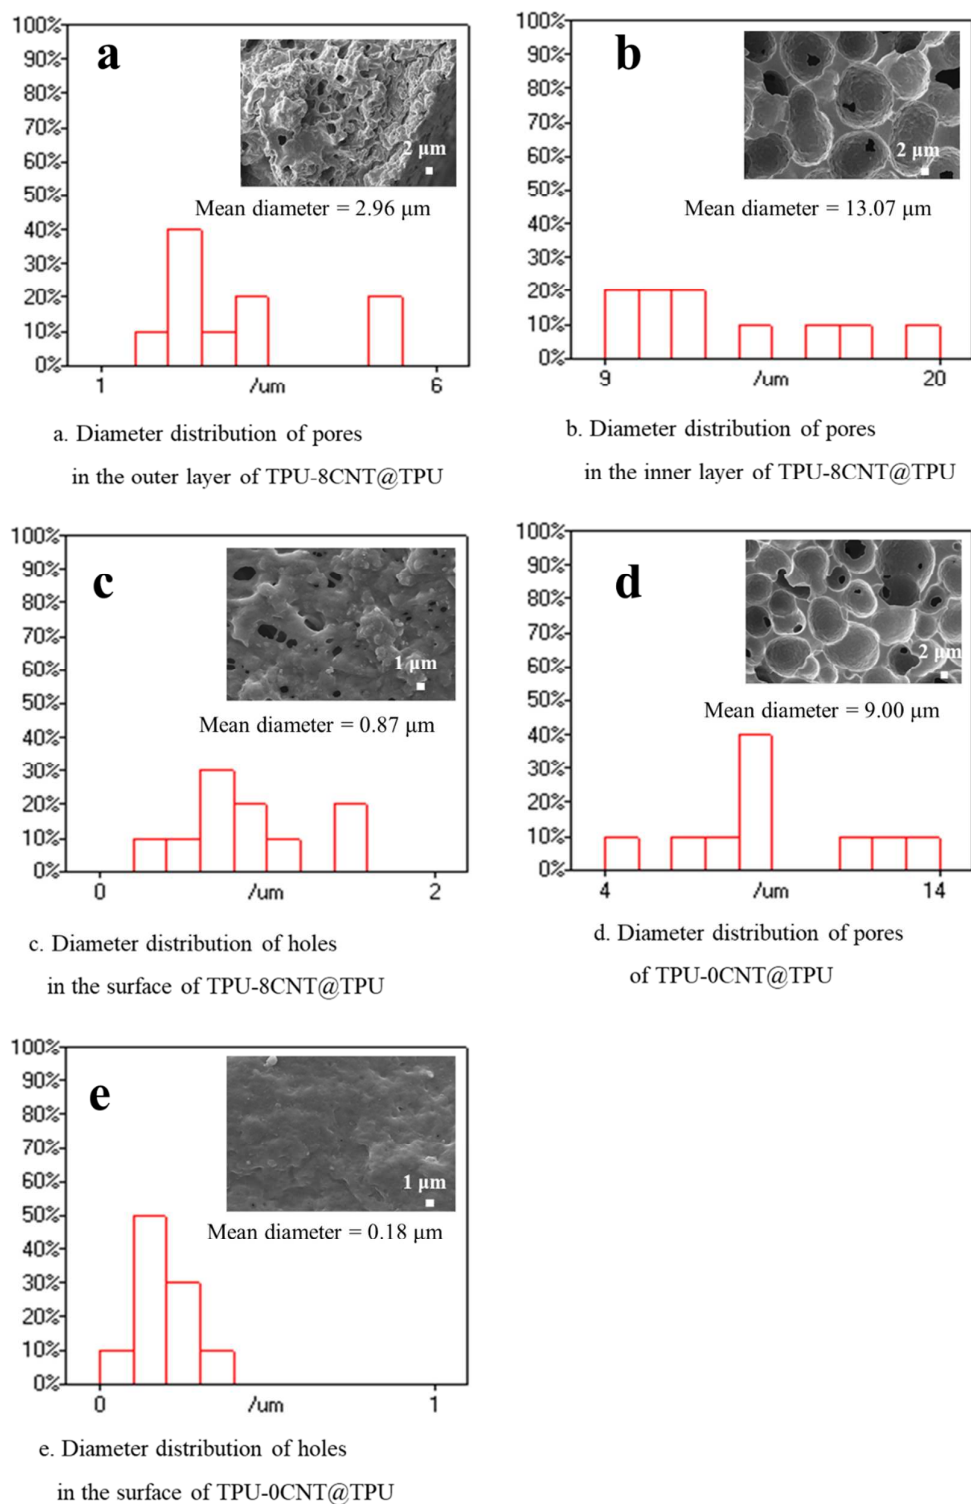 100%
90%
80%
70%
60%
50%
40%
30%
20%
10%
0%
a
2 μm
Mean diameter = 2.96 μm
1 /um 6
a. Diameter distribution of pores
in the outer layer of TPU-8CNT@TPU
100%
90%
80%
70%
60%
50%
40%
30%
20%
10%
0%
b
2 μm
Mean diameter = 13.07 μm
9 /um 20
b. Diameter distribution of pores
in the inner layer of TPU-8CNT@TPU
100%
90%
80%
70%
60%
50%
40%
30%
20%
10%
0%
c
1 μm
Mean diameter = 0.87 μm
0 /um 2
c. Diameter distribution of holes
in the surface of TPU-8CNT@TPU
100%
90%
80%
70%
60%
50%
40%
30%
20%
10%
0%
d
2 μm
Mean diameter = 9.00 μm
4 /um 14
d. Diameter distribution of pores
of TPU-0CNT@TPU
100%
90%
80%
70%
60%
50%
40%
30%
20%
10%
0%
e
1 μm
Mean diameter = 0.18 μm
0 /um 1
e. Diameter distribution of holes
in the surface of TPU-0CNT@TPU